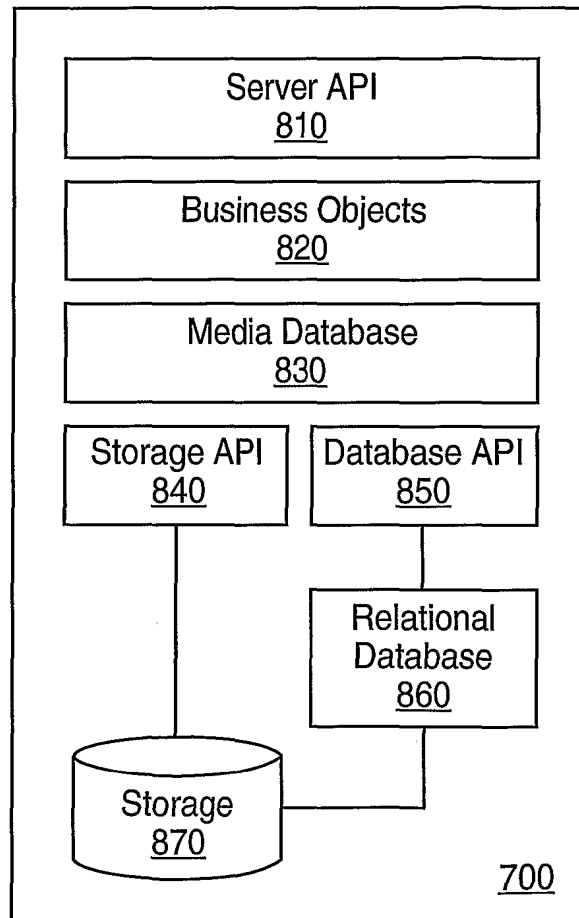 Server API
810
Business Objects
820
Media Database
830
Storage API
840
Database API
850
Relational
Database
860
Storage
870
700